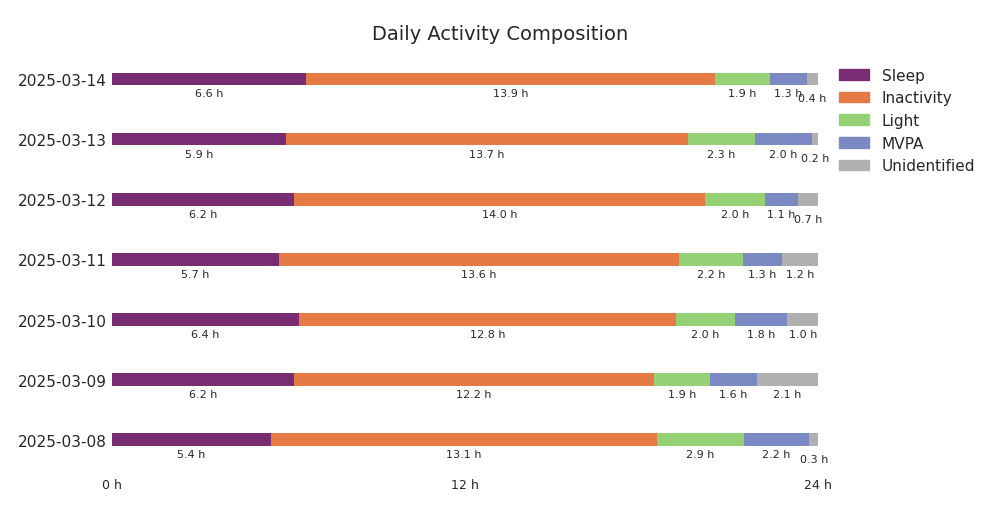 Daily Activity Composition
2025-03-14
6.6 h 13.9 h 1.9 h 1.3 h 0.4 h
2025-03-13
5.9 h 13.7 h 2.3 h 2.0 h 0.2 h
2025-03-12
6.2 h 14.0 h 2.0 h 1.1 h 0.7 h
2025-03-11
5.7 h 13.6 h 2.2 h 1.3 h 1.2 h
2025-03-10
6.4 h 12.8 h 2.0 h 1.8 h 1.0 h
2025-03-09
6.2 h 12.2 h 1.9 h 1.6 h 2.1 h
2025-03-08
5.4 h 13.1 h 2.9 h 2.2 h 0.3 h
0 h 12 h 24 h
Sleep
Inactivity
Light
MVPA
Unidentified